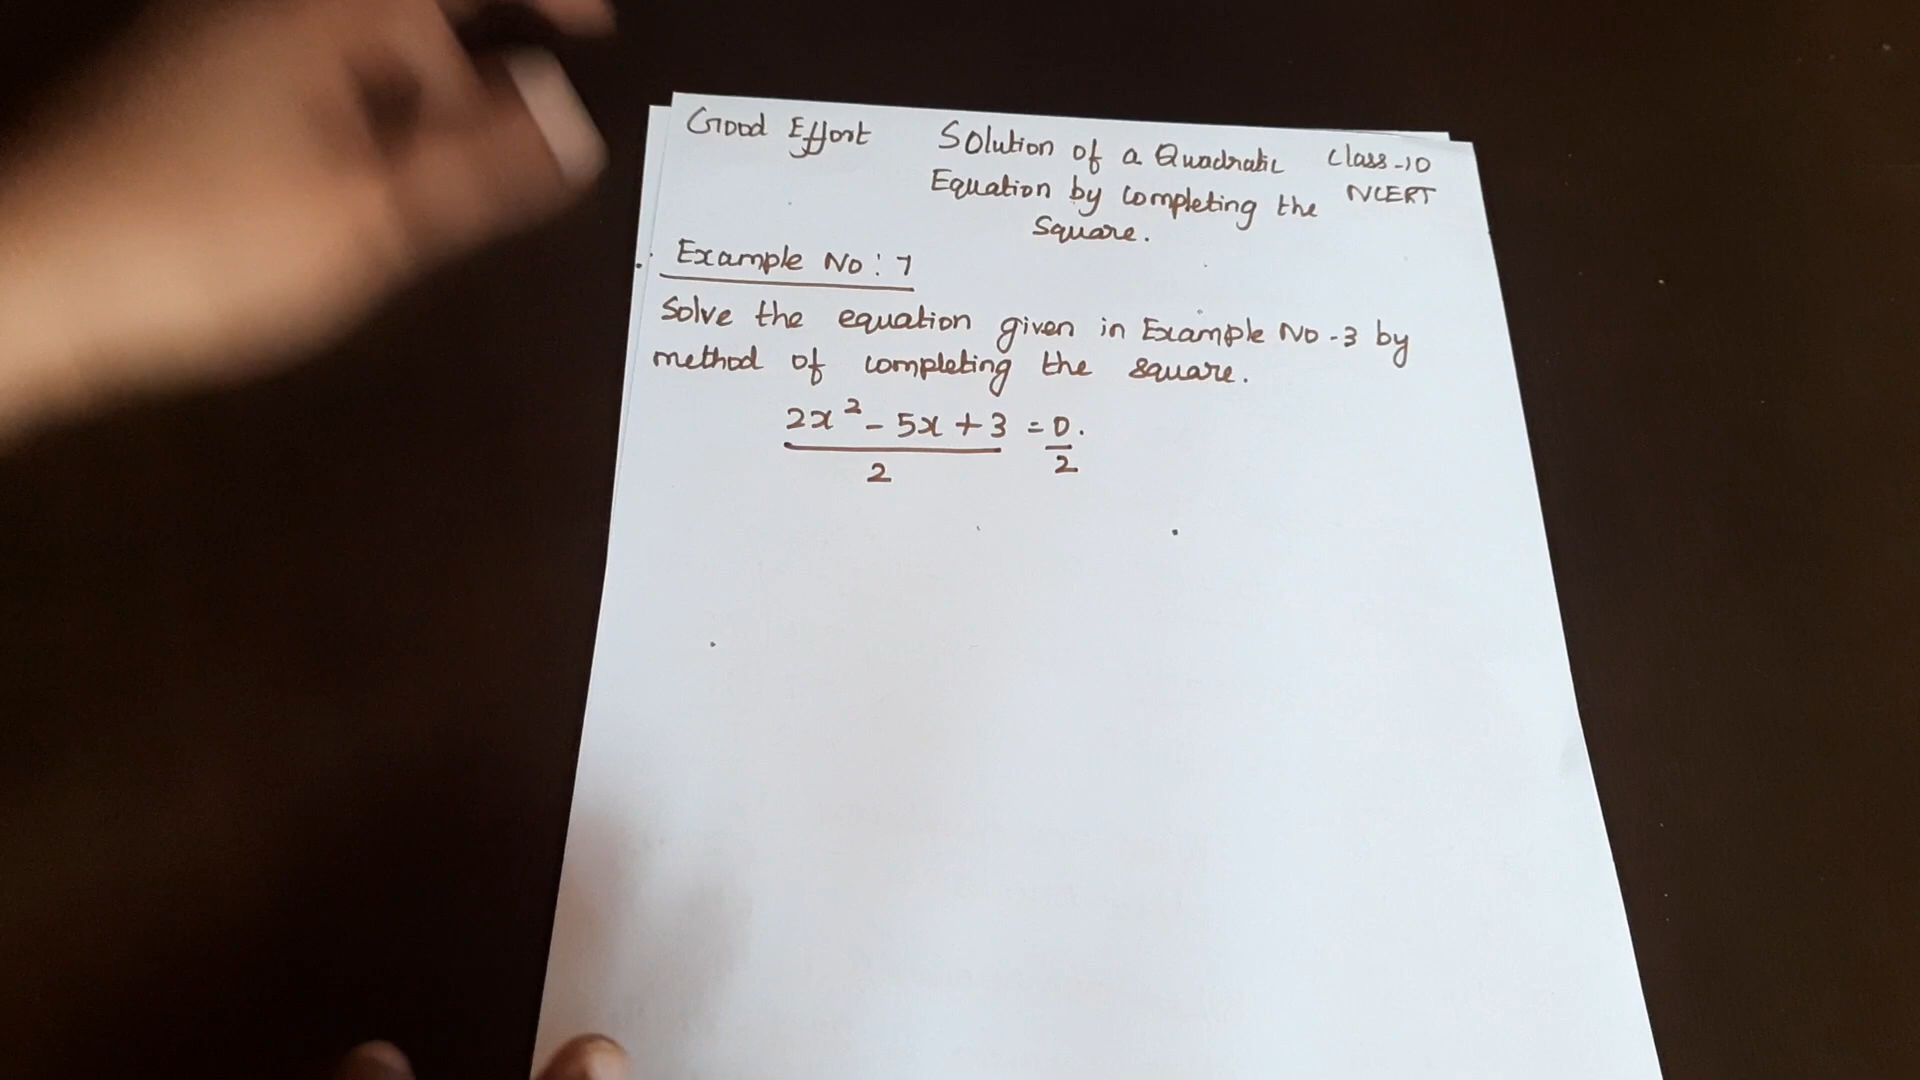 Good Effort
Solution of a Quadratic
Equation by completing the
Square.
Class-10
NCERT
Example No: 7
Solve the equation given in Example No-3 by
method of completing the square.
2x² - 5x + 3 = 0.
2 2